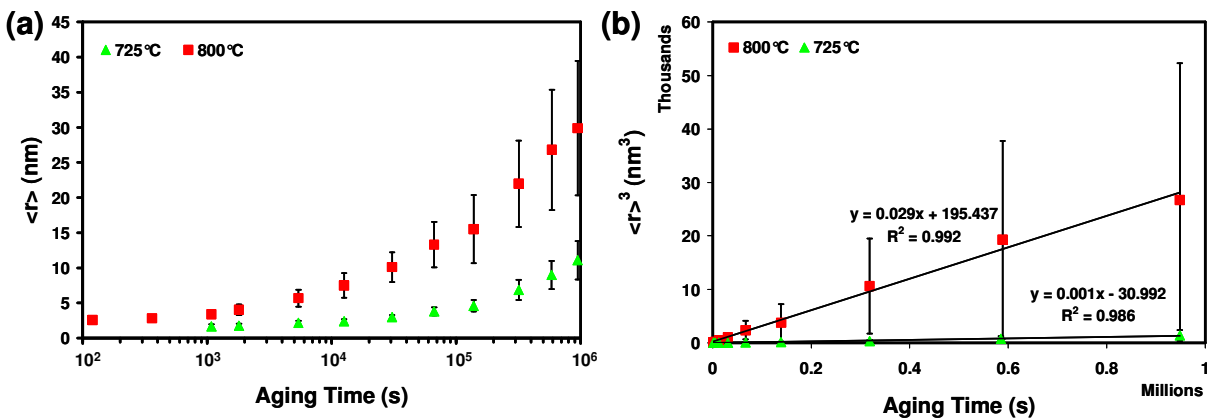 (a)
45
40
35
30
25
20
15
10
5
0
<r> (nm)
725°C
800°C
10²
10³
10⁴
10⁵
10⁶
Aging Time (s)
(b)
60
50
40
30
20
10
0
Thousands
<r>³ (nm³)
800°C
725°C
y = 0.029x + 195.437
R² = 0.992
y = 0.001x - 30.992
R² = 0.986
0
0.2
0.4
0.6
0.8
1
Millions
Aging Time (s)